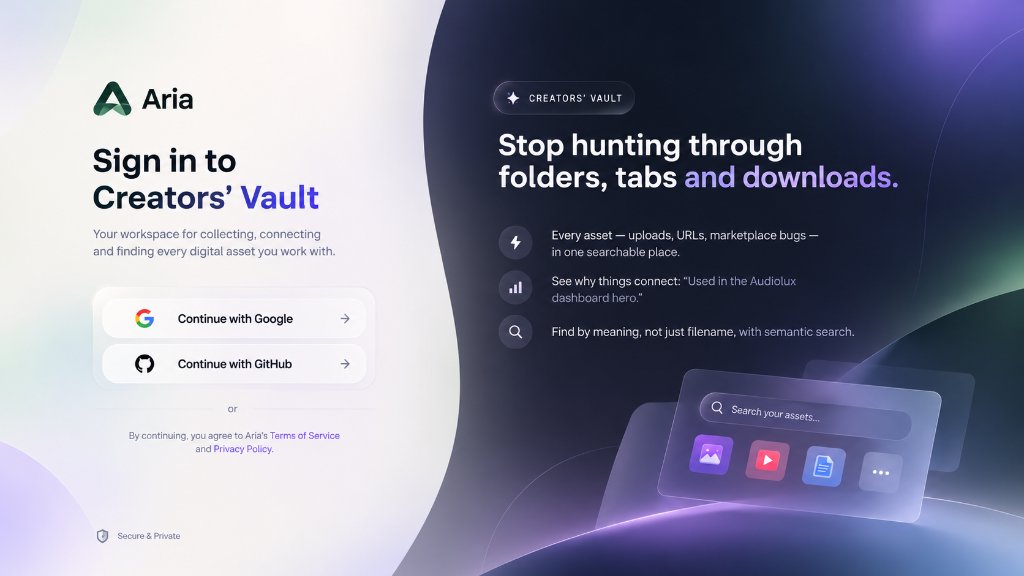 Aria
Sign in to
Creators’ Vault
Your workspace for collecting, connecting
and finding every digital asset you work with.
Continue with Google
Continue with GitHub
or
By continuing, you agree to Aria's Terms of Service
and Privacy Policy.
Secure & Private
CREATORS' VAULT
Stop hunting through
folders, tabs and downloads.
Every asset — uploads, URLs, marketplace bugs —
in one searchable place.
See why things connect: “Used in the Audiolux
dashboard hero.”
Find by meaning, not just filename, with semantic search.
Search your assets...